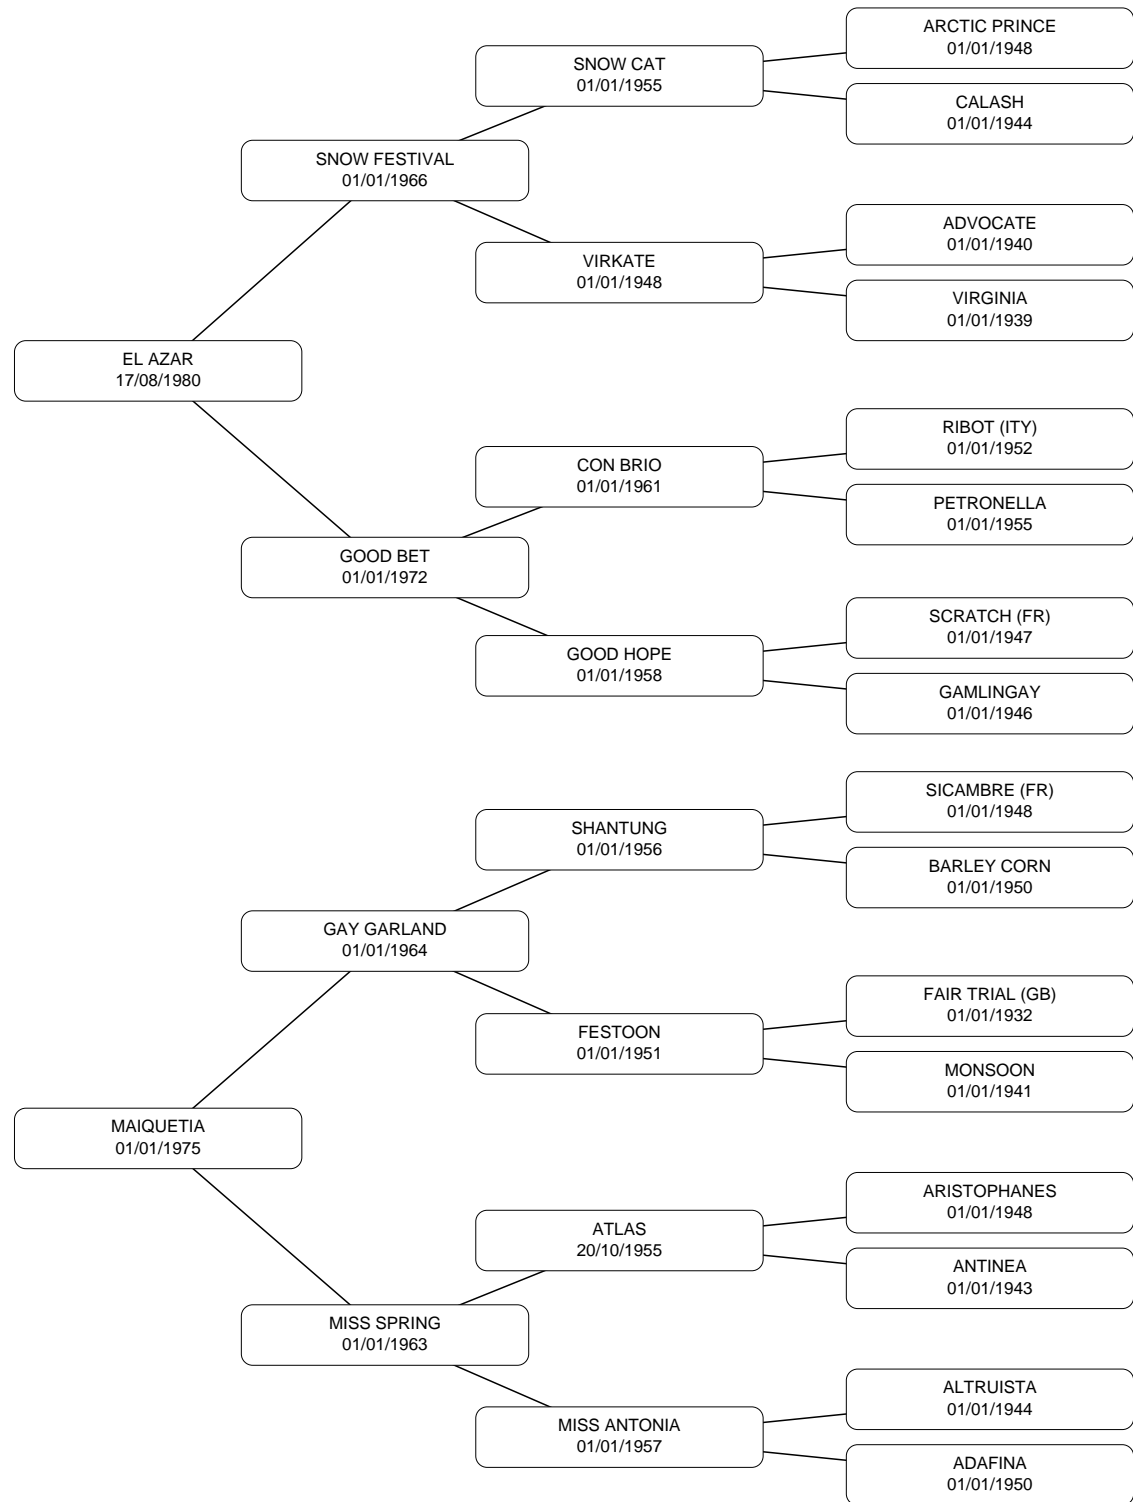 ARCTIC PRINCE
01/01/1948
SNOW CAT
01/01/1955
CALASH
01/01/1944
SNOW FESTIVAL
01/01/1966
ADVOCATE
01/01/1940
VIRKATE
01/01/1948
VIRGINIA
01/01/1939
EL AZAR
17/08/1980
RIBOT (ITY)
01/01/1952
CON BRIO
01/01/1961
PETRONELLA
01/01/1955
GOOD BET
01/01/1972
SCRATCH (FR)
01/01/1947
GOOD HOPE
01/01/1958
GAMLINGAY
01/01/1946
SICAMBRE (FR)
01/01/1948
SHANTUNG
01/01/1956
BARLEY CORN
01/01/1950
GAY GARLAND
01/01/1964
FAIR TRIAL (GB)
01/01/1932
FESTOON
01/01/1951
MONSOON
01/01/1941
MAIQUETIA
01/01/1975
ARISTOPHANES
01/01/1948
ATLAS
20/10/1955
ANTINEA
01/01/1943
MISS SPRING
01/01/1963
ALTRUISTA
01/01/1944
MISS ANTONIA
01/01/1957
ADAFINA
01/01/1950